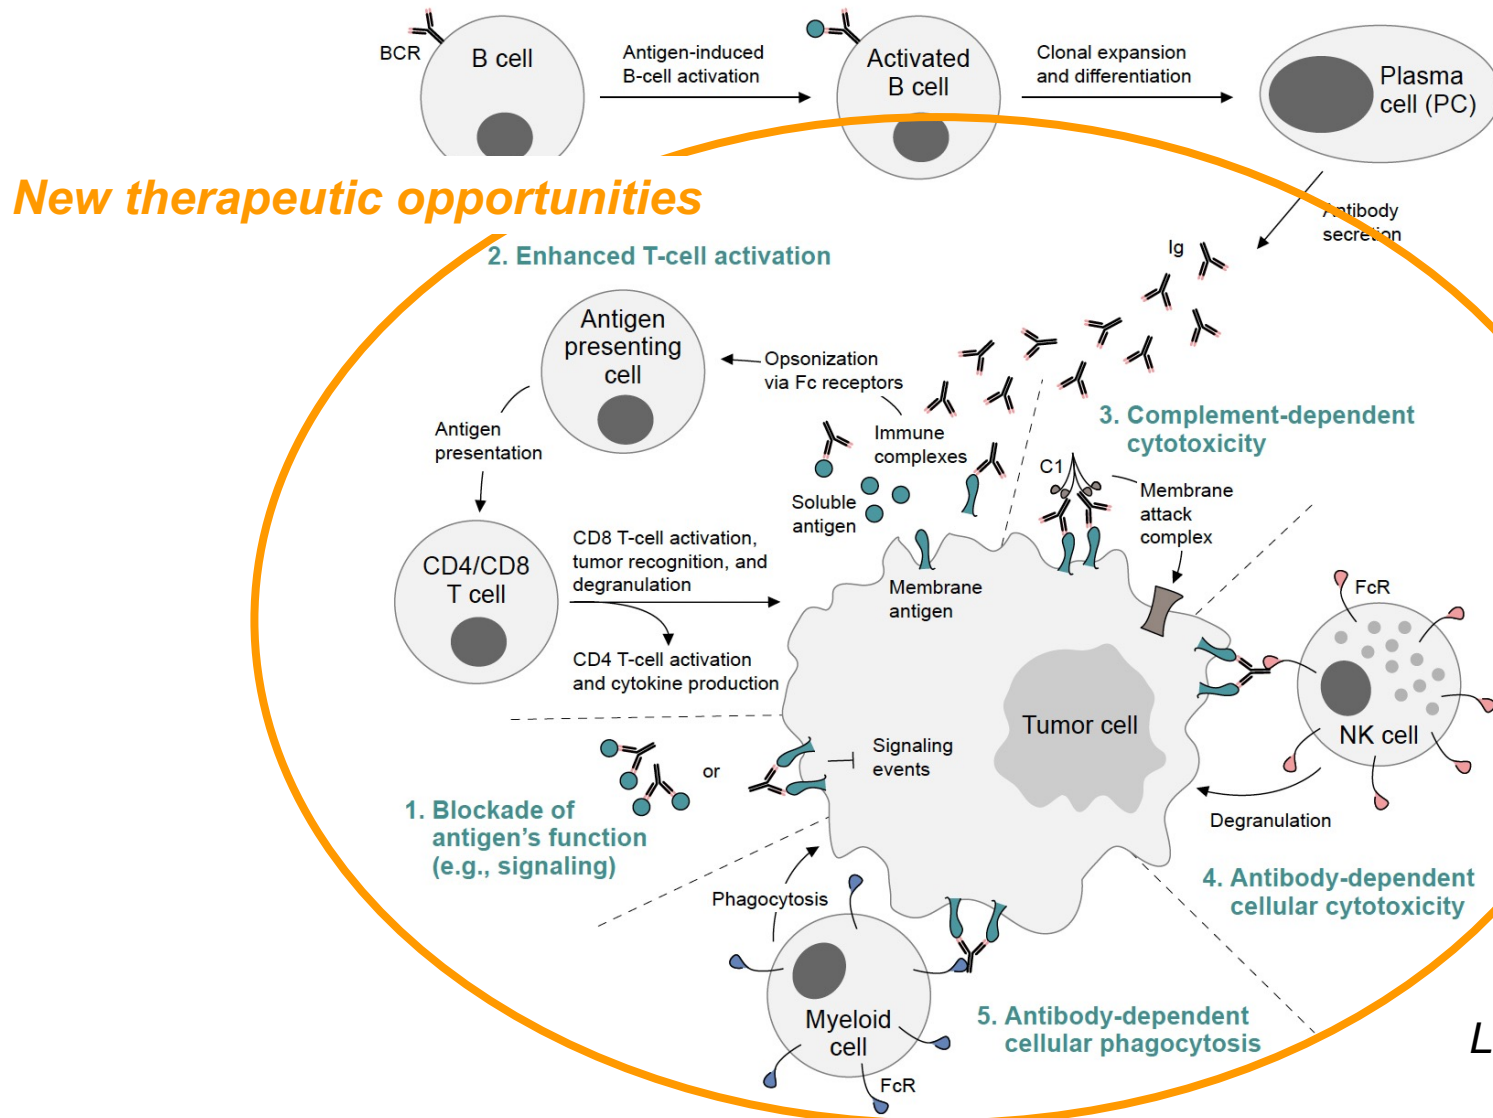 BCR
B cell
Antigen-induced
B-cell activation
Activated
B cell
Clonal expansion
and differentiation
Plasma
cell (PC)
New therapeutic opportunities
Antibody
secretion
Ig
2. Enhanced T-cell activation
Antigen
presenting
cell
Opsonization
via Fc receptors
Antigen
presentation
Immune
complexes
Soluble
antigen
3. Complement-dependent
cytotoxicity
C1
Membrane
attack
complex
CD4/CD8
T cell
CD8 T-cell activation,
tumor recognition, and
degranulation
CD4 T-cell activation
and cytokine production
Membrane
antigen
FcR
NK cell
Tumor cell
Signaling
events
or
1. Blockade of
antigen's function
(e.g., signaling)
Degranulation
4. Antibody-dependent
cellular cytotoxicity
Phagocytosis
Myeloid
cell
FcR
5. Antibody-dependent
cellular phagocytosis
L